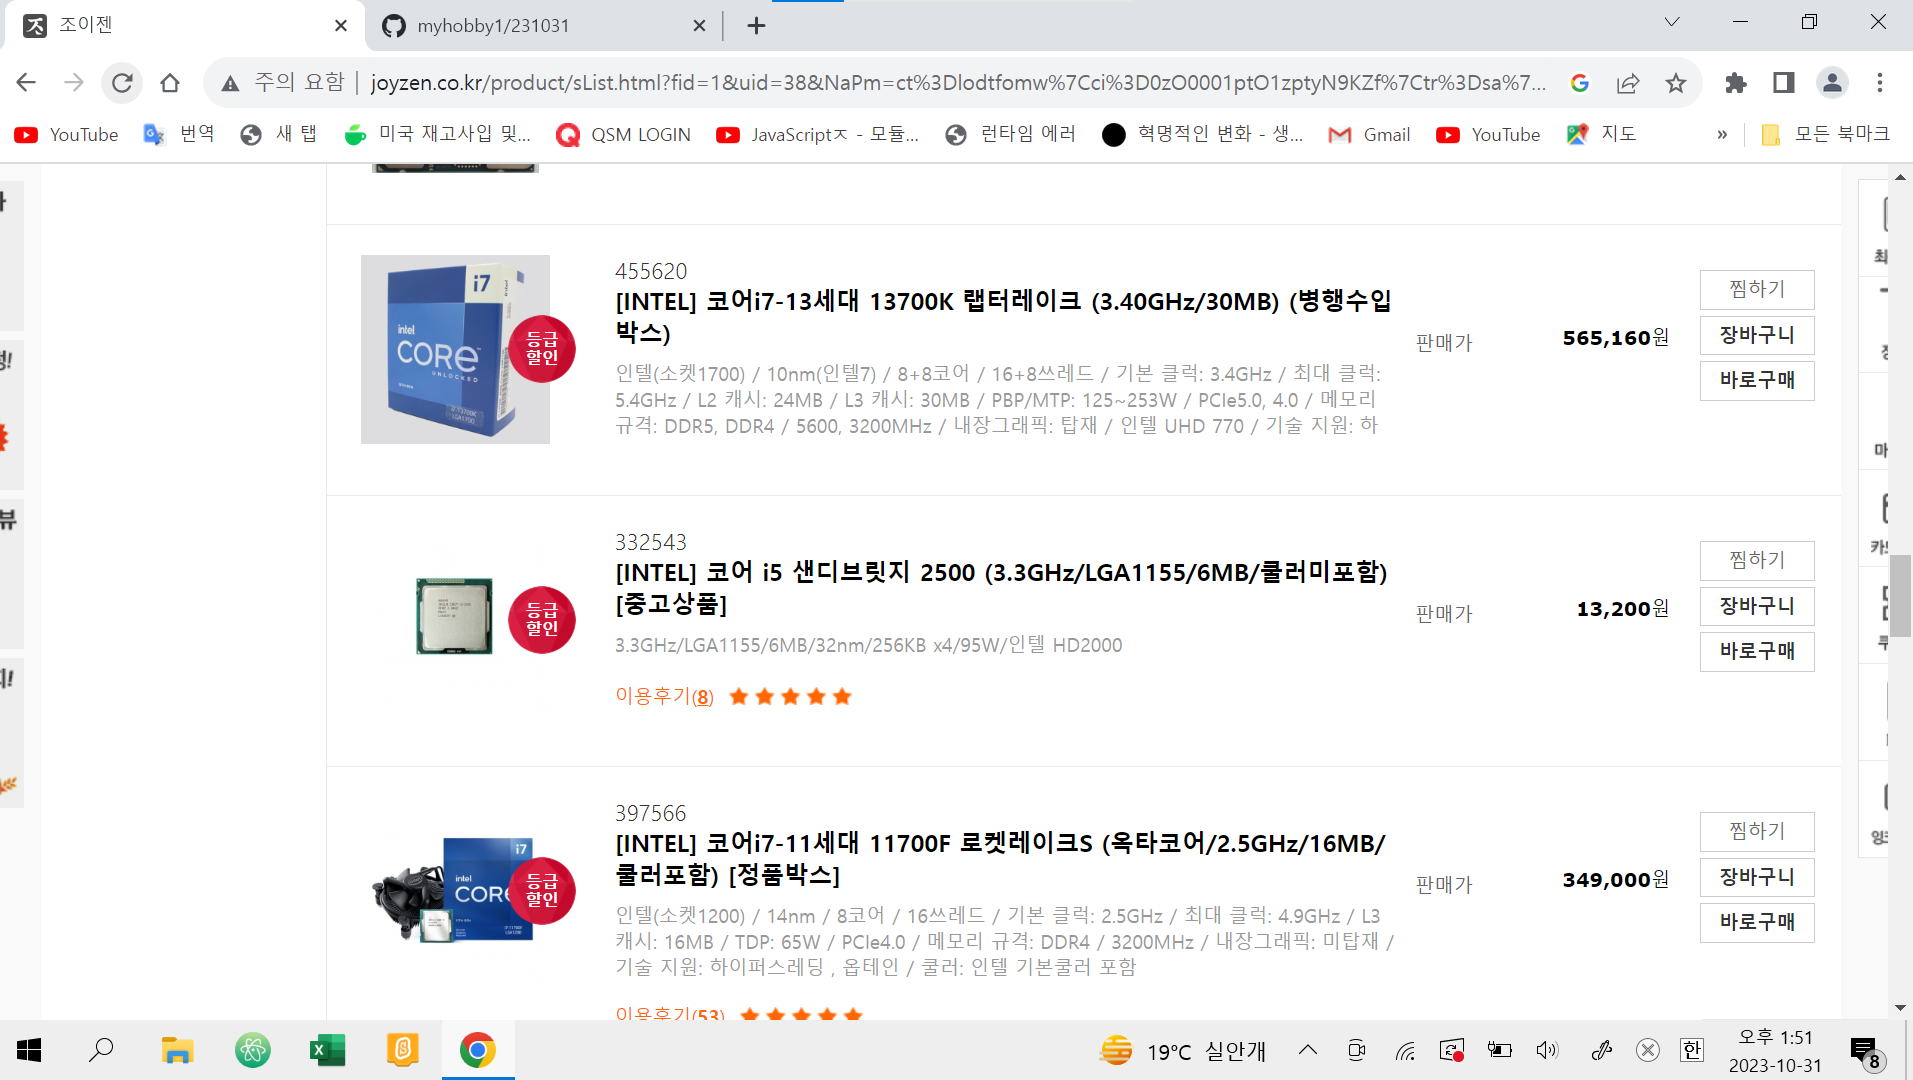 조이젠
myhobby1/231031
주의 요함
joyzen.co.kr/product/sList.html?fid=1&uid=38&NaPm=ct%3Dlodtfomw%7Cci%3D0zO0001ptO1zptyN9KZf%7Ctr%3Dsa%7...
YouTube
번역
새 탭
미국 재고사입 및...
QSM LOGIN
JavaScriptㅈ - 모듈...
런타임 에러
혁명적인 변화 - 생...
Gmail
YouTube
지도
»
모든 북마크
455620
[INTEL] 코어i7-13세대 13700K 랩터레이크 (3.40GHz/30MB) (병행수입
박스)
인텔(소켓1700) / 10nm(인텔7) / 8+8코어 / 16+8쓰레드 / 기본 클럭: 3.4GHz / 최대 클럭:
5.4GHz / L2 캐시: 24MB / L3 캐시: 30MB / PBP/MTP: 125~253W / PCIe5.0, 4.0 / 메모리
규격: DDR5, DDR4 / 5600, 3200MHz / 내장그래픽: 탑재 / 인텔 UHD 770 / 기술 지원: 하
판매가
565,160원
찜하기
장바구니
바로구매
i7
intel
CORE
UNLOCKED
등급
할인
332543
[INTEL] 코어 i5 샌디브릿지 2500 (3.3GHz/LGA1155/6MB/쿨러미포함)
[중고상품]
3.3GHz/LGA1155/6MB/32nm/256KB x4/95W/인텔 HD2000
이용후기(8)
판매가
13,200원
찜하기
장바구니
바로구매
등급
할인
397566
[INTEL] 코어i7-11세대 11700F 로켓레이크S (옥타코어/2.5GHz/16MB/
쿨러포함) [정품박스]
인텔(소켓1200) / 14nm / 8코어 / 16쓰레드 / 기본 클럭: 2.5GHz / 최대 클럭: 4.9GHz / L3
캐시: 16MB / TDP: 65W / PCIe4.0 / 메모리 규격: DDR4 / 3200MHz / 내장그래픽: 미탑재 /
기술 지원: 하이퍼스레딩 , 옵테인 / 쿨러: 인텔 기본쿨러 포함
이용후기(53)
판매가
349,000원
찜하기
장바구니
바로구매
i7
intel
등급
할인
19°C 실안개
한
오후 1:51
2023-10-31
8